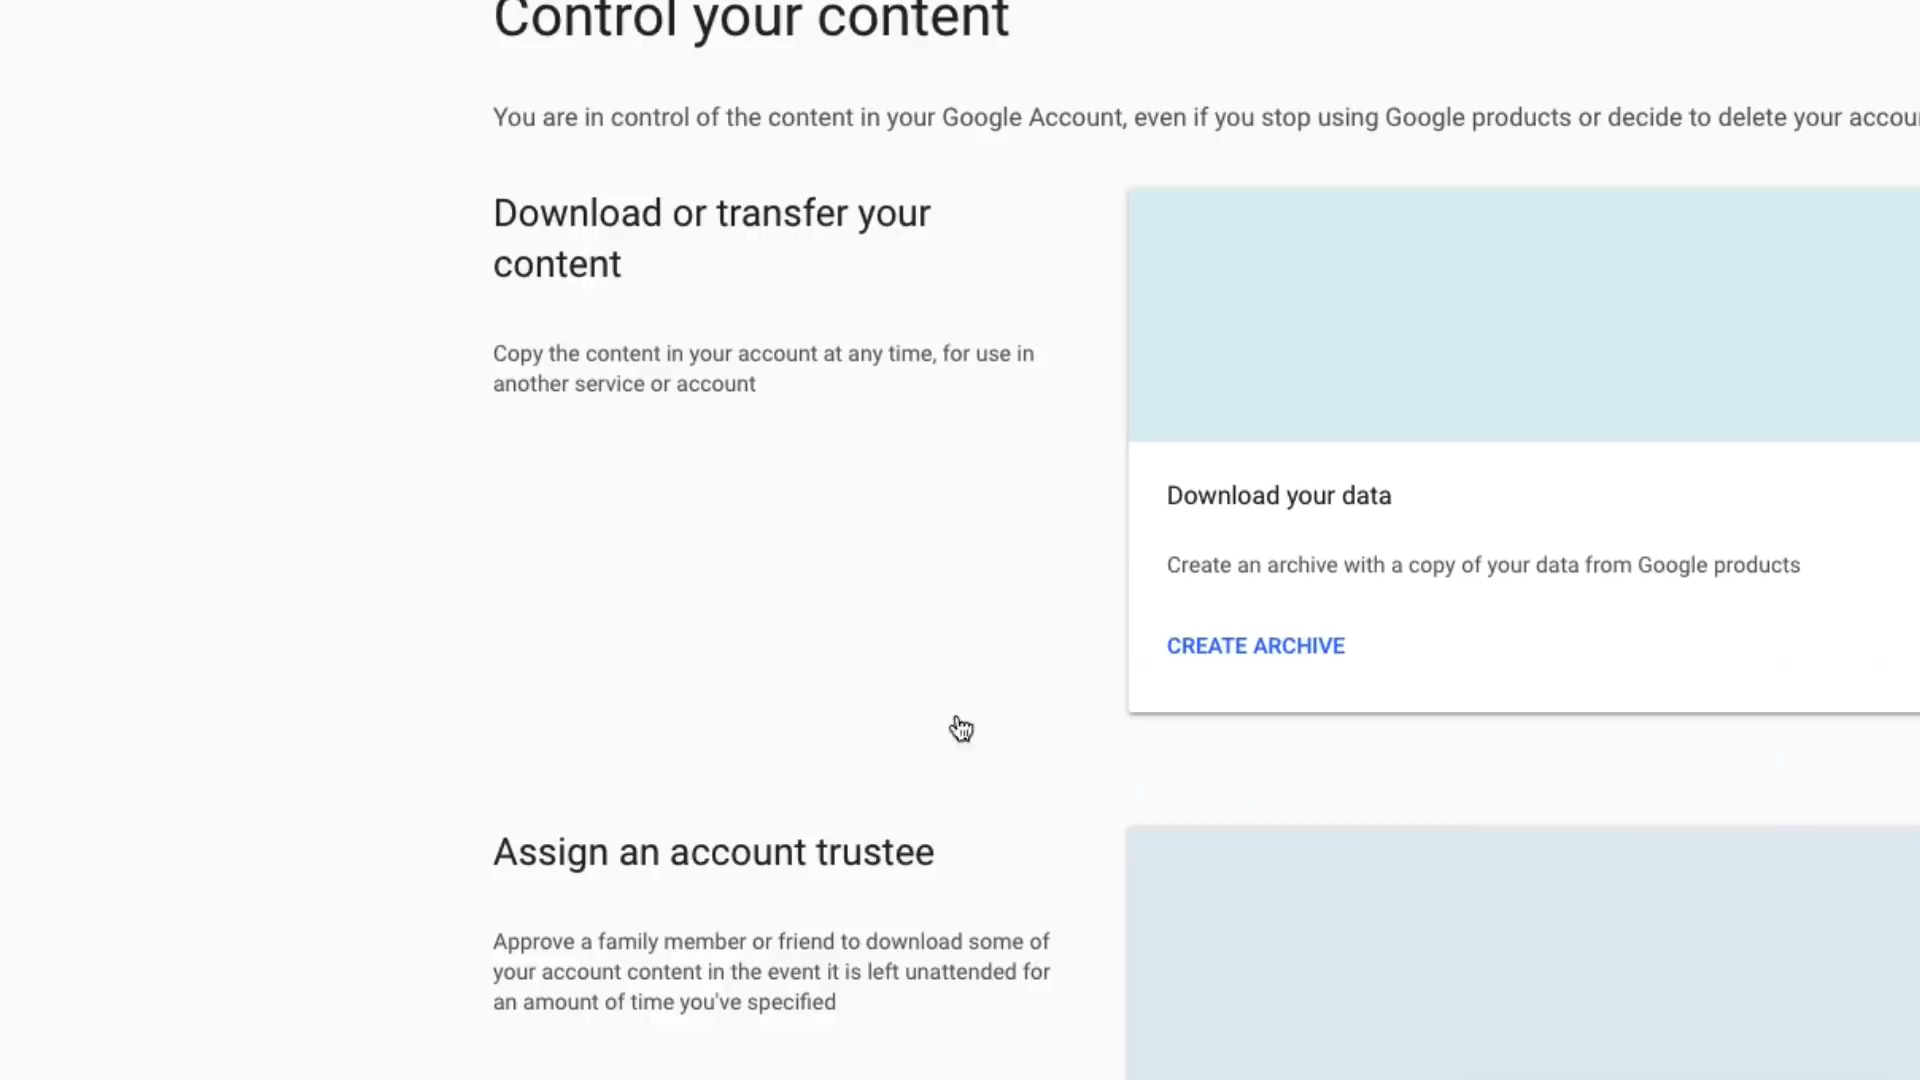 Control your content
You are in control of the content in your Google Account, even if you stop using Google products or decide to delete your
Download or transfer your
content
Copy the content in your account at any time, for use in
another service or account
Download your data
Create an archive with a copy of your data from Google products
CREATE ARCHIVE
Assign an account trustee
Approve a family member or friend to download some of
your account content in the event it is left unattended for
an amount of time you've specified